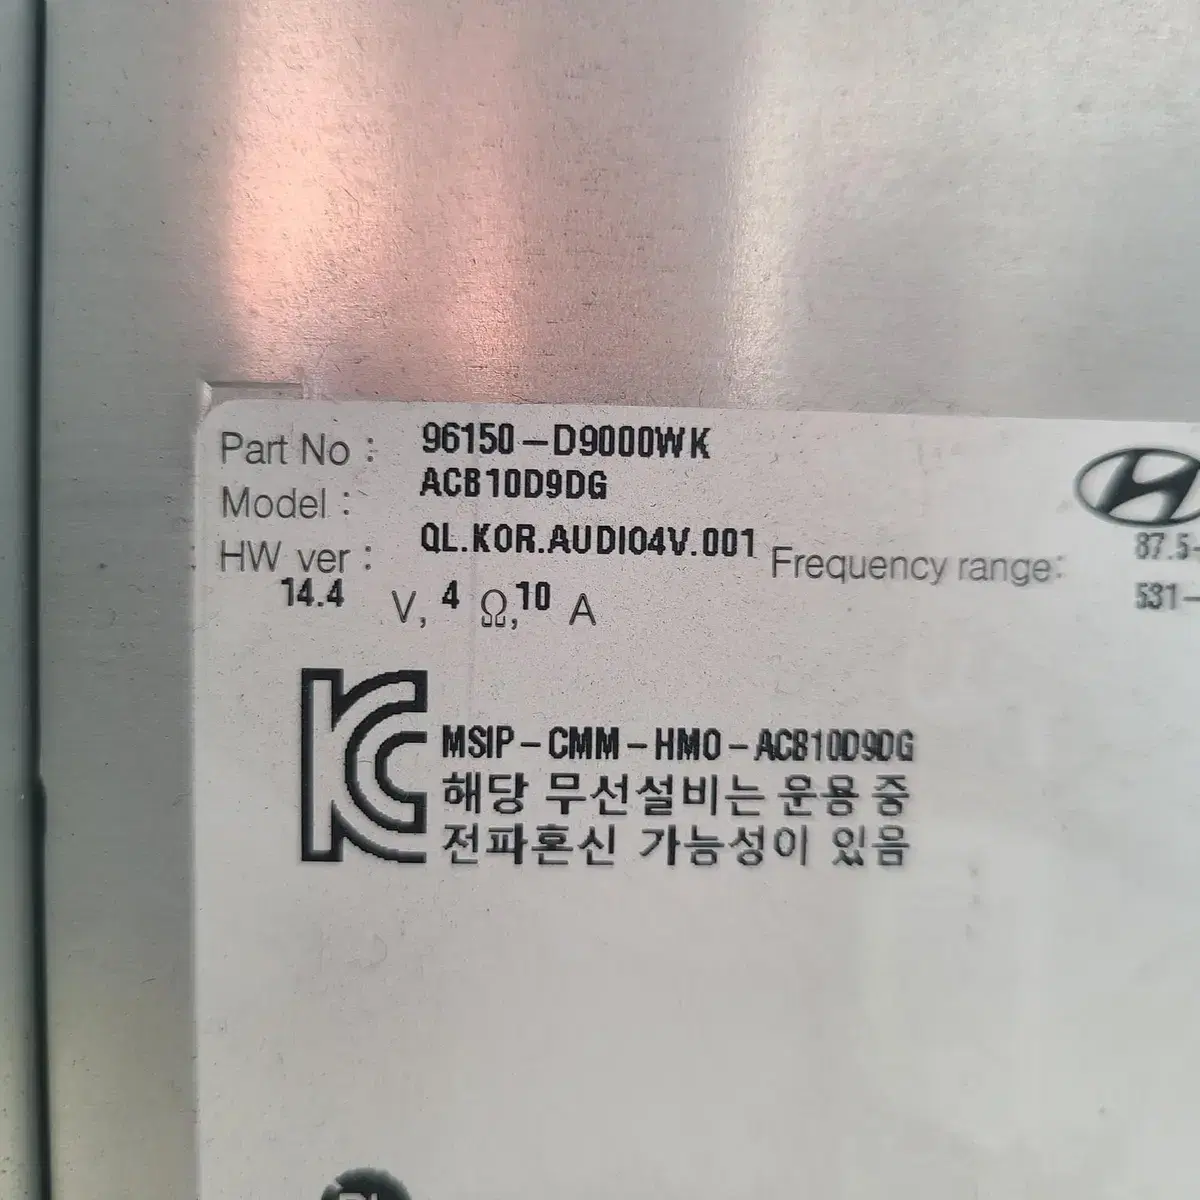 Part No : 96150-D9000WK
Model : ACB10D9DG
HW ver : QL.KOR.AUDIO4V.001
14.4 V, 4 Ω, 10 A
Frequency range: 87.5-
531-
MSIP-CMM-HMO-ACB10D9DG
해당 무선설비는 운용 중
전파혼신 가능성이 있음